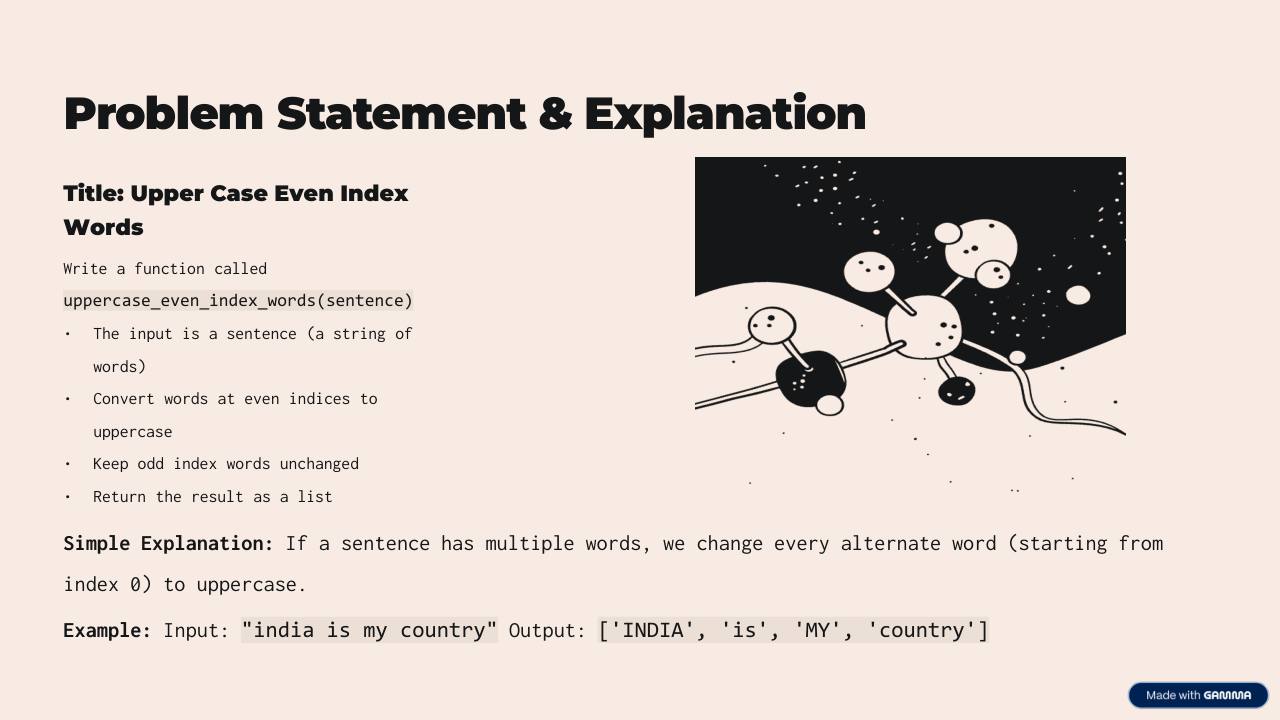 Problem Statement & Explanation
Title: Upper Case Even Index
Words
Write a function called
uppercase_even_index_words(sentence)
• The input is a sentence (a string of
words)
• Convert words at even indices to
uppercase
• Keep odd index words unchanged
• Return the result as a list
Simple Explanation: If a sentence has multiple words, we change every alternate word (starting from
index 0) to uppercase.
Example: Input: "india is my country" Output: ['INDIA', 'is', 'MY', 'country']
Made with GAMMA